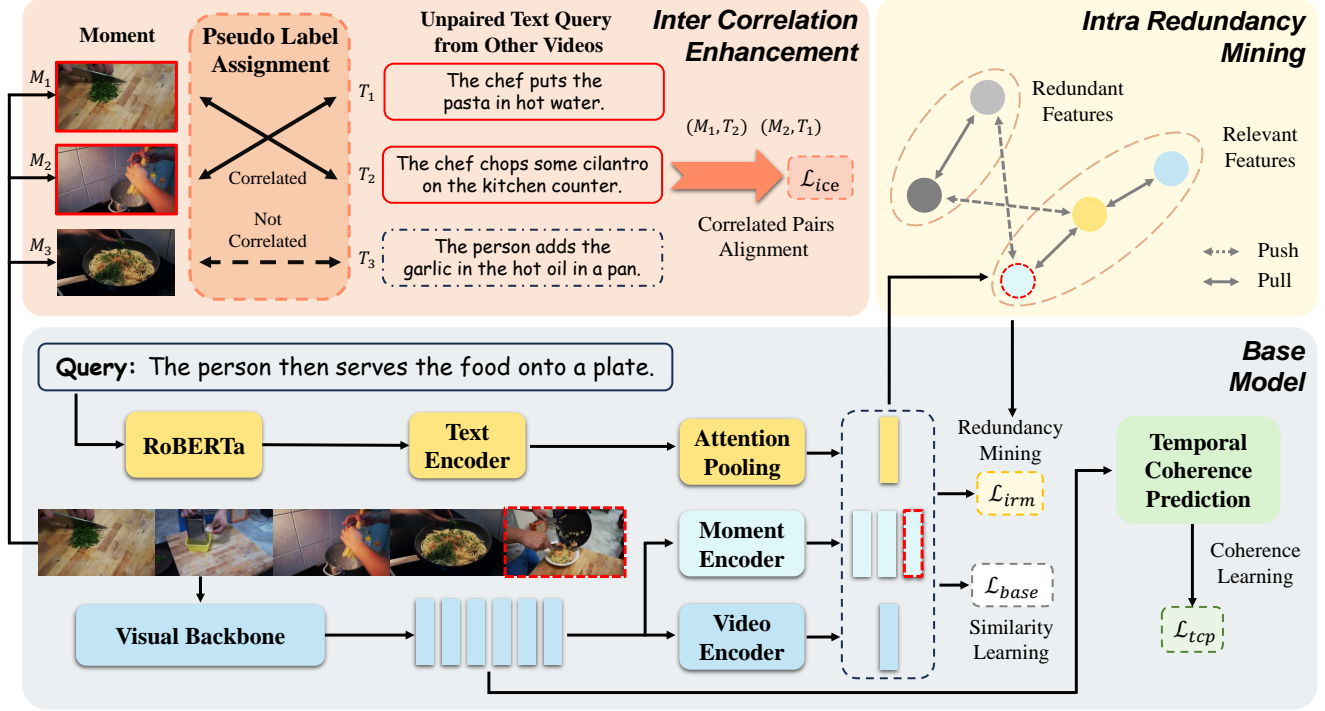 Inter Correlation
Enhancement
Moment
Pseudo Label
Assignment
Unpaired Text Query
from Other Videos
M₁
T₁
The chef puts the
pasta in hot water.
M₂
Correlated
T₂
The chef chops some cilantro
on the kitchen counter.
M₃
Not
Correlated
T₃
The person adds the
garlic in the hot oil in a pan.
(M₁,T₂) (M₂,T₁)
ℒice
Correlated Pairs
Alignment
Intra Redundancy
Mining
Redundant
Features
Relevant
Features
Push
Pull
Base
Model
Query: The person then serves the food onto a plate.
RoBERTa
Text
Encoder
Attention
Pooling
Redundancy
Mining
ℒirm
Temporal
Coherence
Prediction
Moment
Encoder
Visual Backbone
Video
Encoder
ℒbase
Similarity
Learning
Coherence
Learning
ℒtcp